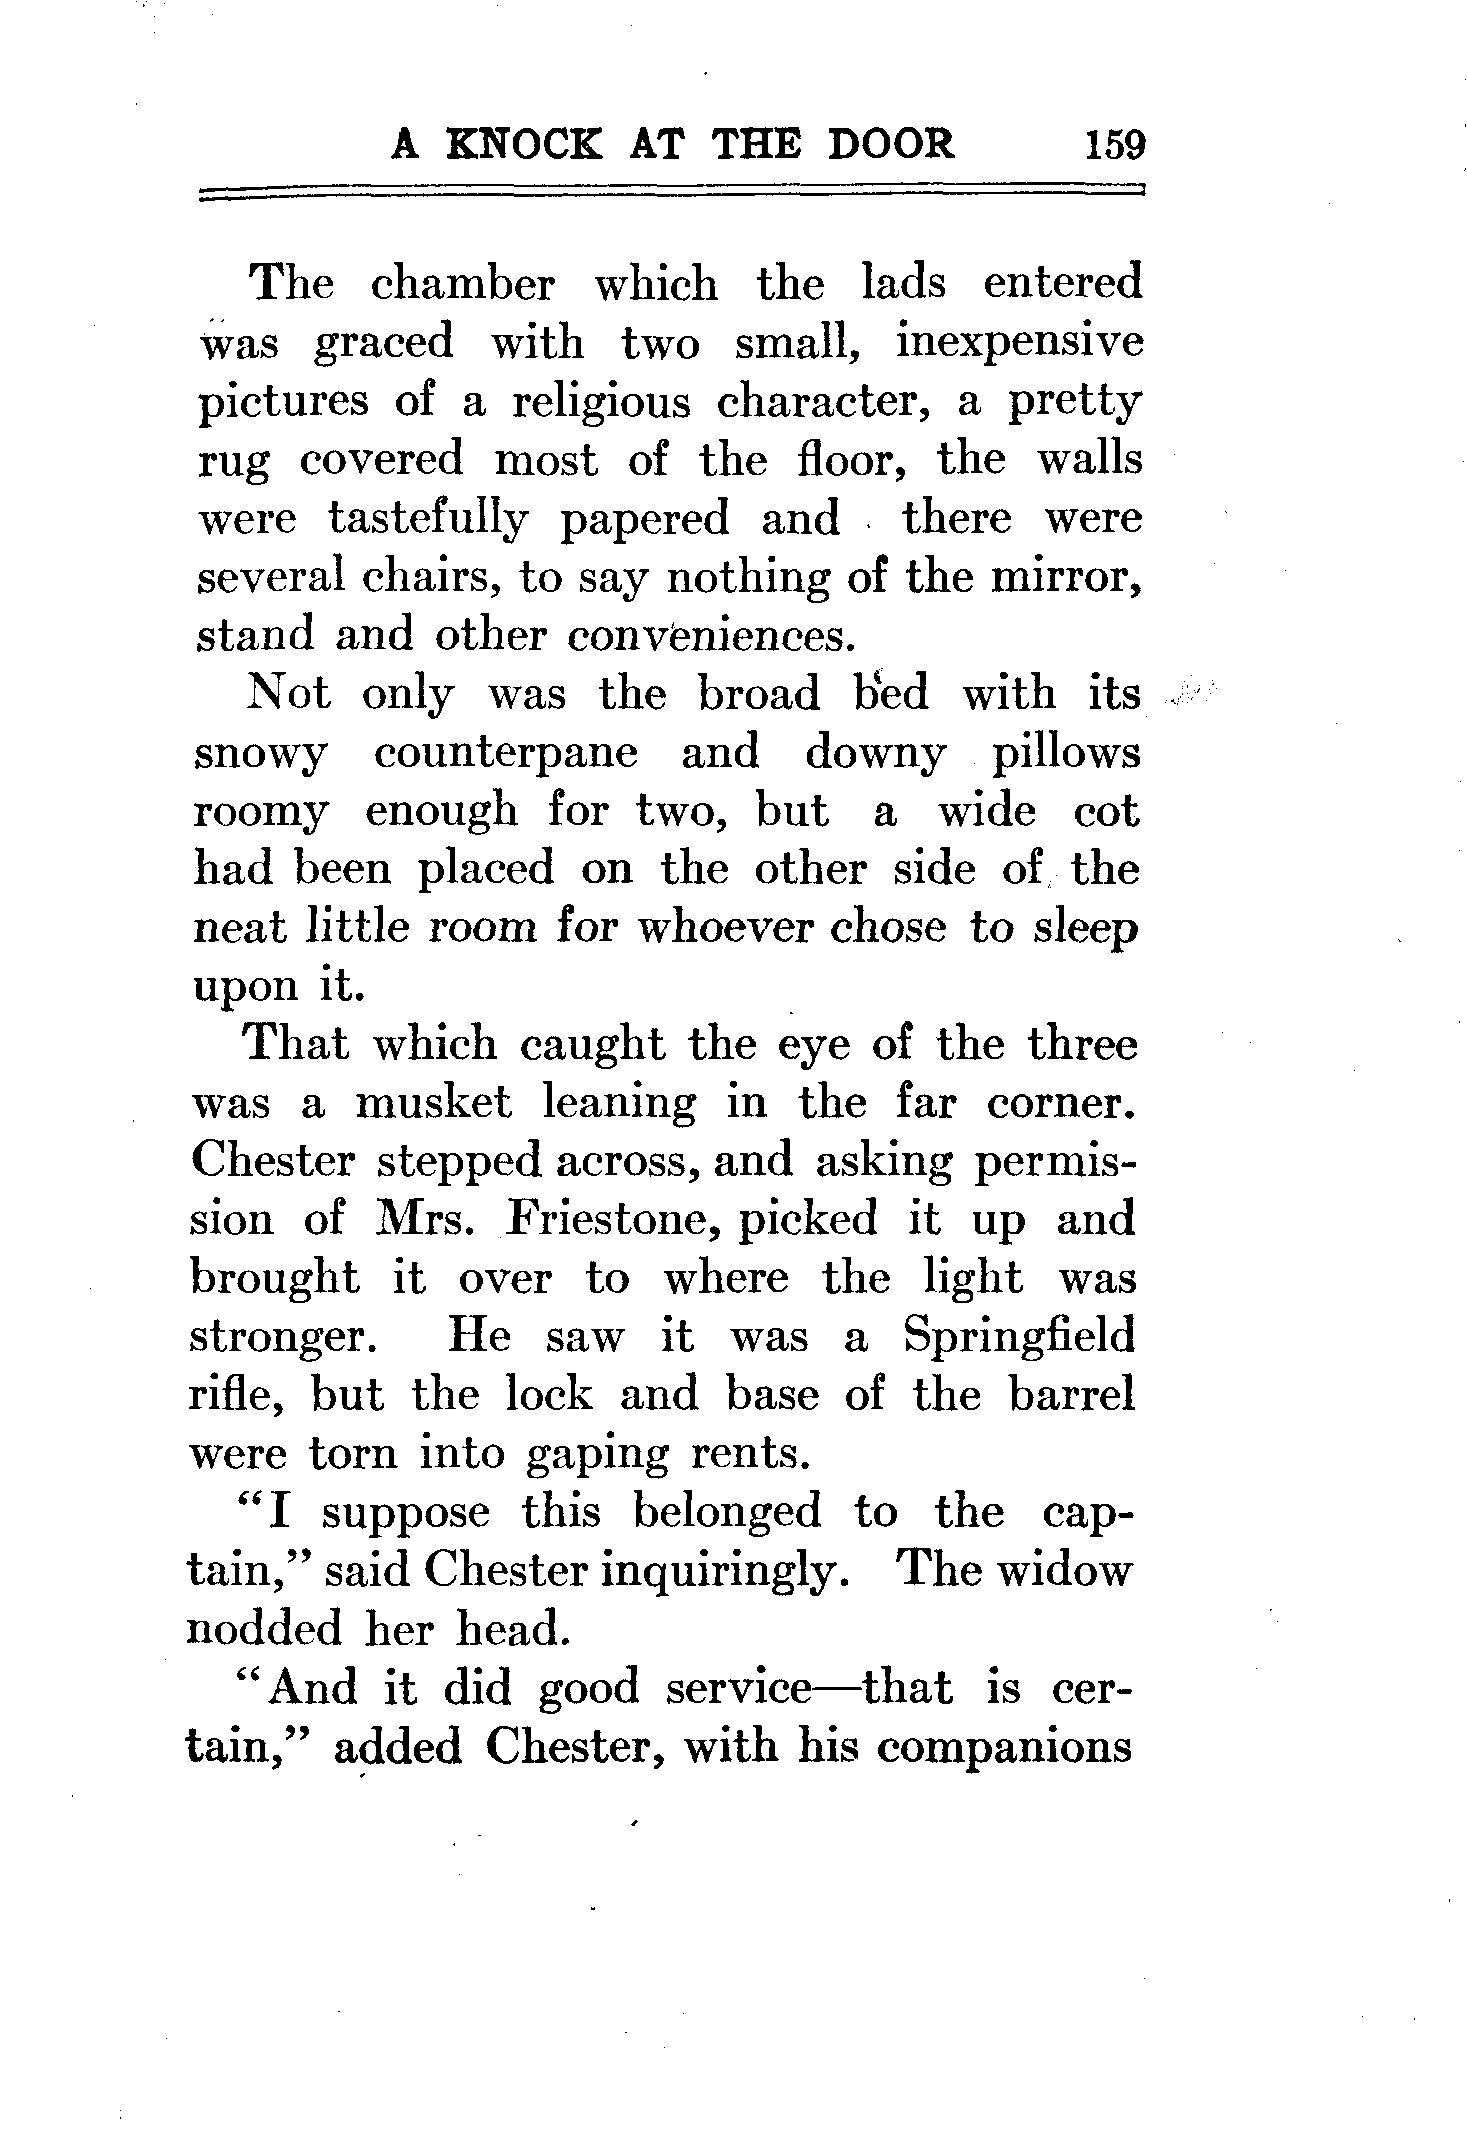 A KNOCK AT THE DOOR 159
The chamber which the lads entered
was graced with two small, inexpensive
pictures of a religious character, a pretty
rug covered most of the floor, the walls
were tastefully papered and there were
several chairs, to say nothing of the mirror,
stand and other conveniences.
Not only was the broad bed with its
snowy counterpane and downy pillows
roomy enough for two, but a wide cot
had been placed on the other side of the
neat little room for whoever chose to sleep
upon it.
That which caught the eye of the three
was a musket leaning in the far corner.
Chester stepped across, and asking permis-
sion of Mrs. Friestone, picked it up and
brought it over to where the light was
stronger. He saw it was a Springfield
rifle, but the lock and base of the barrel
were torn into gaping rents.
“I suppose this belonged to the cap-
tain,” said Chester inquiringly. The widow
nodded her head.
“And it did good service—that is cer-
tain,” added Chester, with his companions